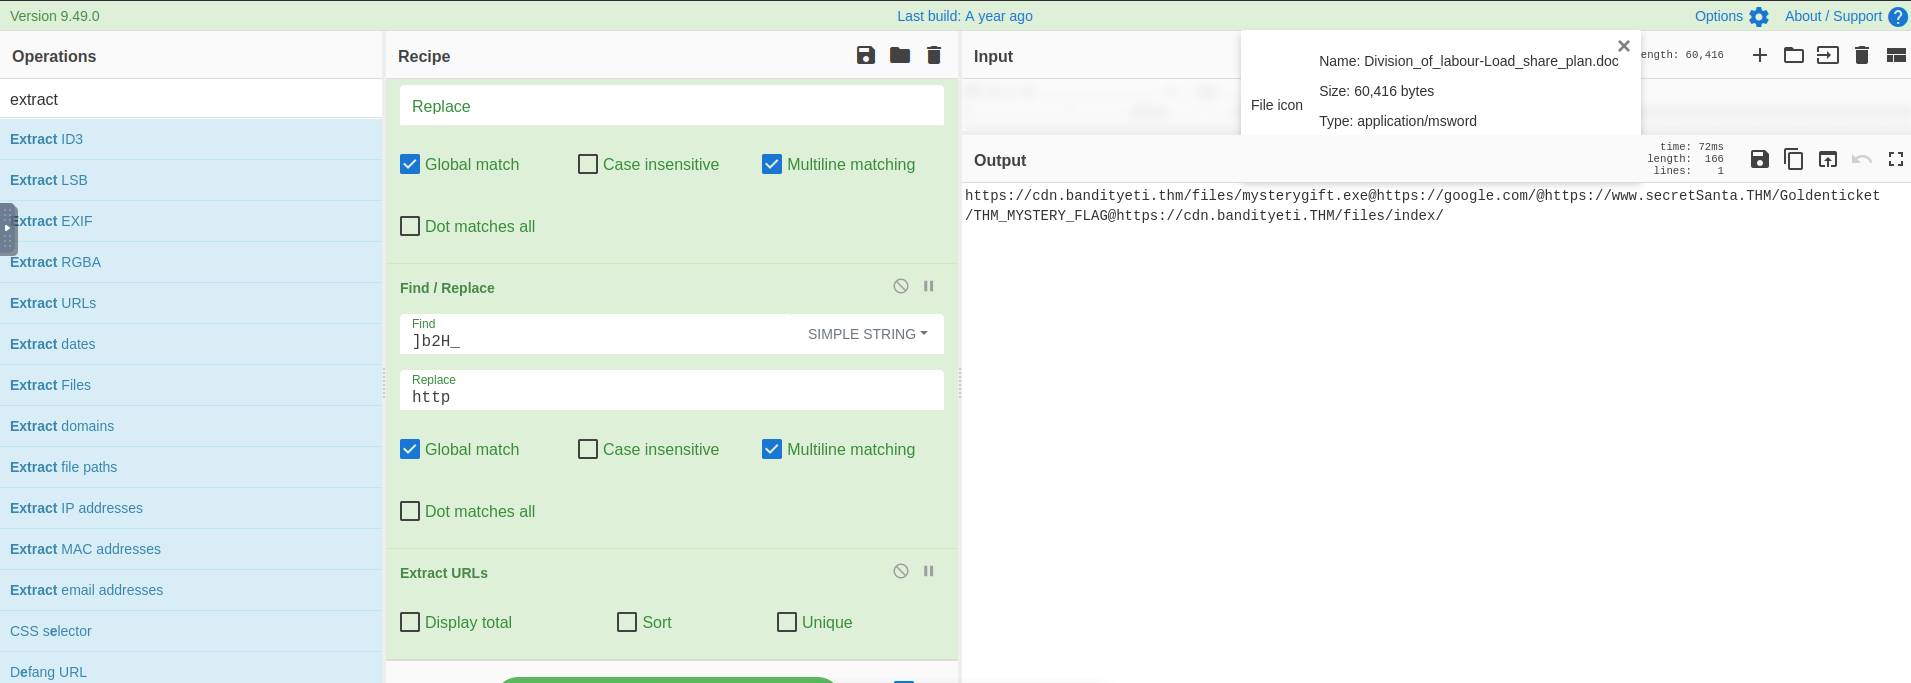 Version 9.49.0
Last build: A year ago
Options
About / Support
Operations
extract
Extract ID3
Extract LSB
Extract EXIF
Extract RGBA
Extract URLs
Extract dates
Extract Files
Extract domains
Extract file paths
Extract IP addresses
Extract MAC addresses
Extract email addresses
CSS selector
Defang URL
Recipe
Replace
Global match
Case insensitive
Multiline matching
Dot matches all
Find / Replace
Find
]b2H_
SIMPLE STRING
Replace
http
Global match
Case insensitive
Multiline matching
Dot matches all
Extract URLs
Display total
Sort
Unique
Input
File icon
Name: Division_of_labour-Load_share_plan.doc
Size: 60,416 bytes
Type: application/msword
ength: 60,416
Output
time: 72ms
length: 166
lines: 1
https://cdn.bandityeti.thm/files/mysterygift.exe@https://google.com/@https://www.secretSanta.THM/Goldenticket
/THM_MYSTERY_FLAG@https://cdn.bandityeti.THM/files/index/